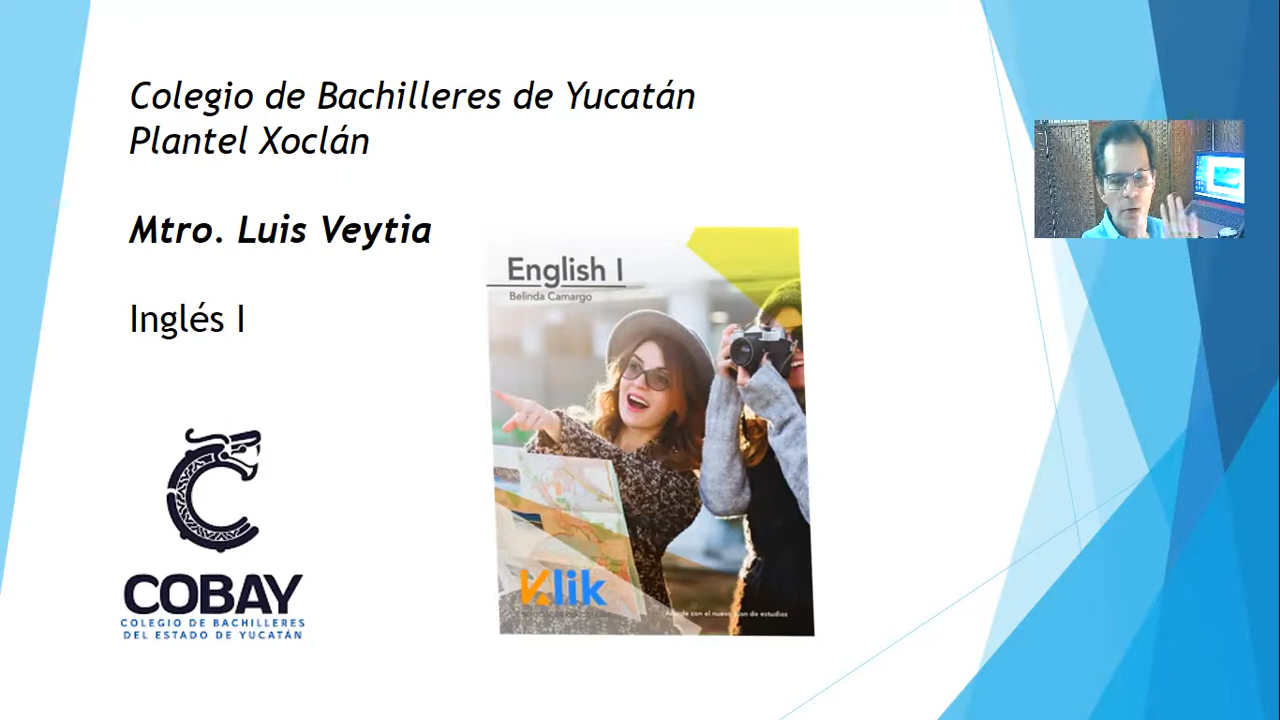 Colegio de Bachilleres de Yucatán
Plantel Xoclán
Mtro. Luis Veytia
Inglés I
English I
Belinda Camargo
Klik
COBAY
COLEGIO DE BACHILLERES
DEL ESTADO DE YUCATÁN